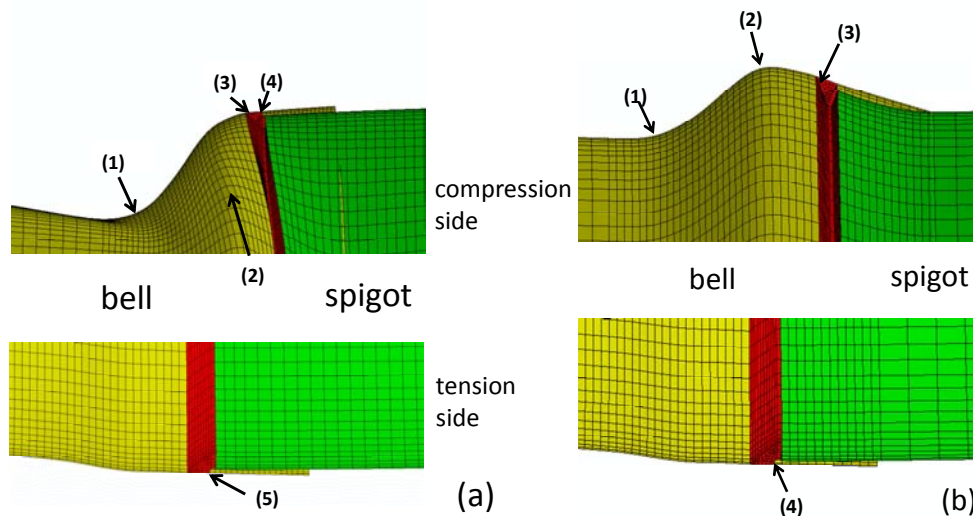 (3)
(4)
(1)
(2)
bell
spigot
(5)
(a)
compression
side
tension
side
(2)
(3)
(1)
bell
spigot
(4)
(b)